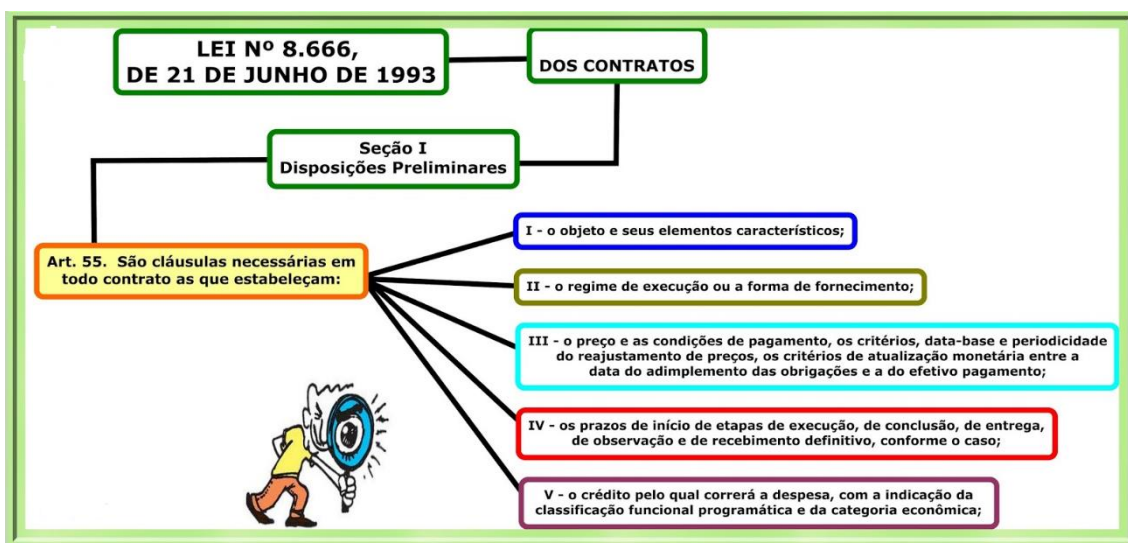 LEI Nº 8.666,
DE 21 DE JUNHO DE 1993
DOS CONTRATOS
Seção I
Disposições Preliminares
Art. 55.  São cláusulas necessárias em
todo contrato as que estabeleçam:
I - o objeto e seus elementos característicos;
II - o regime de execução ou a forma de fornecimento;
III - o preço e as condições de pagamento, os critérios, data-base e periodicidade
do reajustamento de preços, os critérios de atualização monetária entre a
data do adimplemento das obrigações e a do efetivo pagamento;
IV - os prazos de início de etapas de execução, de conclusão, de entrega,
de observação e de recebimento definitivo, conforme o caso;
V - o crédito pelo qual correrá a despesa, com a indicação da
classificação funcional programática e da categoria econômica;